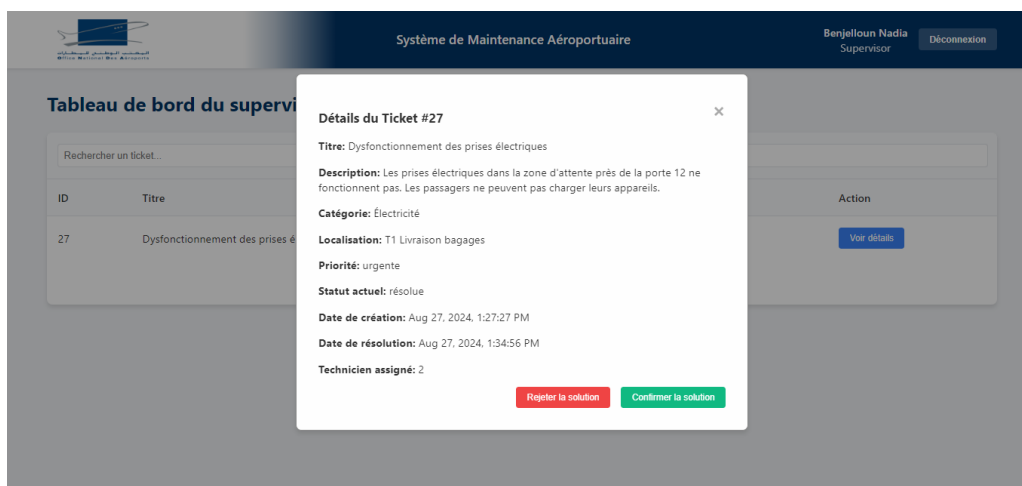 Office National Des Aéroports
Système de Maintenance Aéroportuaire
Benjelloun Nadia
Supervisor
Déconnexion
Tableau de bord du supervi
Rechercher un ticket...
ID
Titre
Action
27
Dysfonctionnement des prises é
Voir détails
Détails du Ticket #27
×
Titre: Dysfonctionnement des prises électriques
Description: Les prises électriques dans la zone d'attente près de la porte 12 ne
fonctionnent pas. Les passagers ne peuvent pas charger leurs appareils.
Catégorie: Électricité
Localisation: T1 Livraison bagages
Priorité: urgente
Statut actuel: résolue
Date de création: Aug 27, 2024, 1:27:27 PM
Date de résolution: Aug 27, 2024, 1:34:56 PM
Technicien assigné: 2
Rejeter la solution
Confirmer la solution